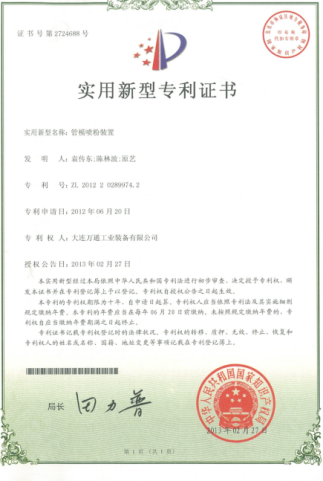 证书号第2724688号
实用新型专利证书
实用新型名称：管模喷粉装置
发 明 人：袁传东;陈林波;原艺
专 利 号：ZL 2012 2 0289974.2
专利申请日：2012年06月20日
专 利 权 人：大连万通工业装备有限公司
授权公告日：2013年02月27日
本实用新型经过本局依照中华人民共和国专利法进行初步审查，决定授予专利权，颁
发本证书并在专利登记簿上予以登记。专利权自授权公告之日起生效。
本专利的专利权期限为十年，自申请日起算。专利权人应当依照专利法及其实施细则
规定缴纳年费。本专利的年费应当在每年06月20日前缴纳。未按照规定缴纳年费的，专
利权自应当缴纳年费期满之日起终止。
专利证书记载专利权登记时的法律状况。专利权的转移、质押、无效、终止、恢复和
专利权人的姓名或名称、国籍、地址变更等事项记载在专利登记簿上。
局长 田力普
中华人民共和国国家知识产权局
2013年02月27日
第1页（共1页）